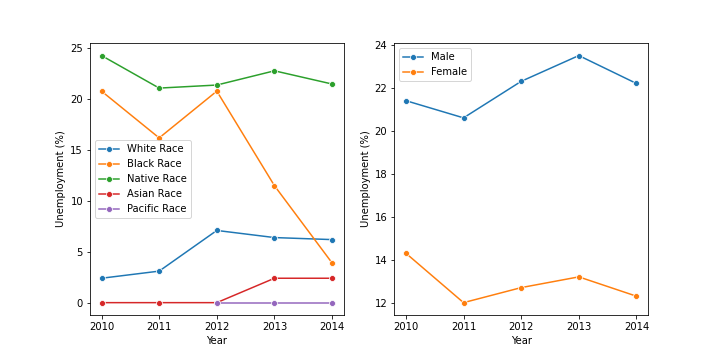 25
20
15
10
5
0
Unemployment (%)
White Race
Black Race
Native Race
Asian Race
Pacific Race
2010 2011 2012 2013 2014
Year
24
22
20
18
16
14
12
Unemployment (%)
Male
Female
2010 2011 2012 2013 2014
Year